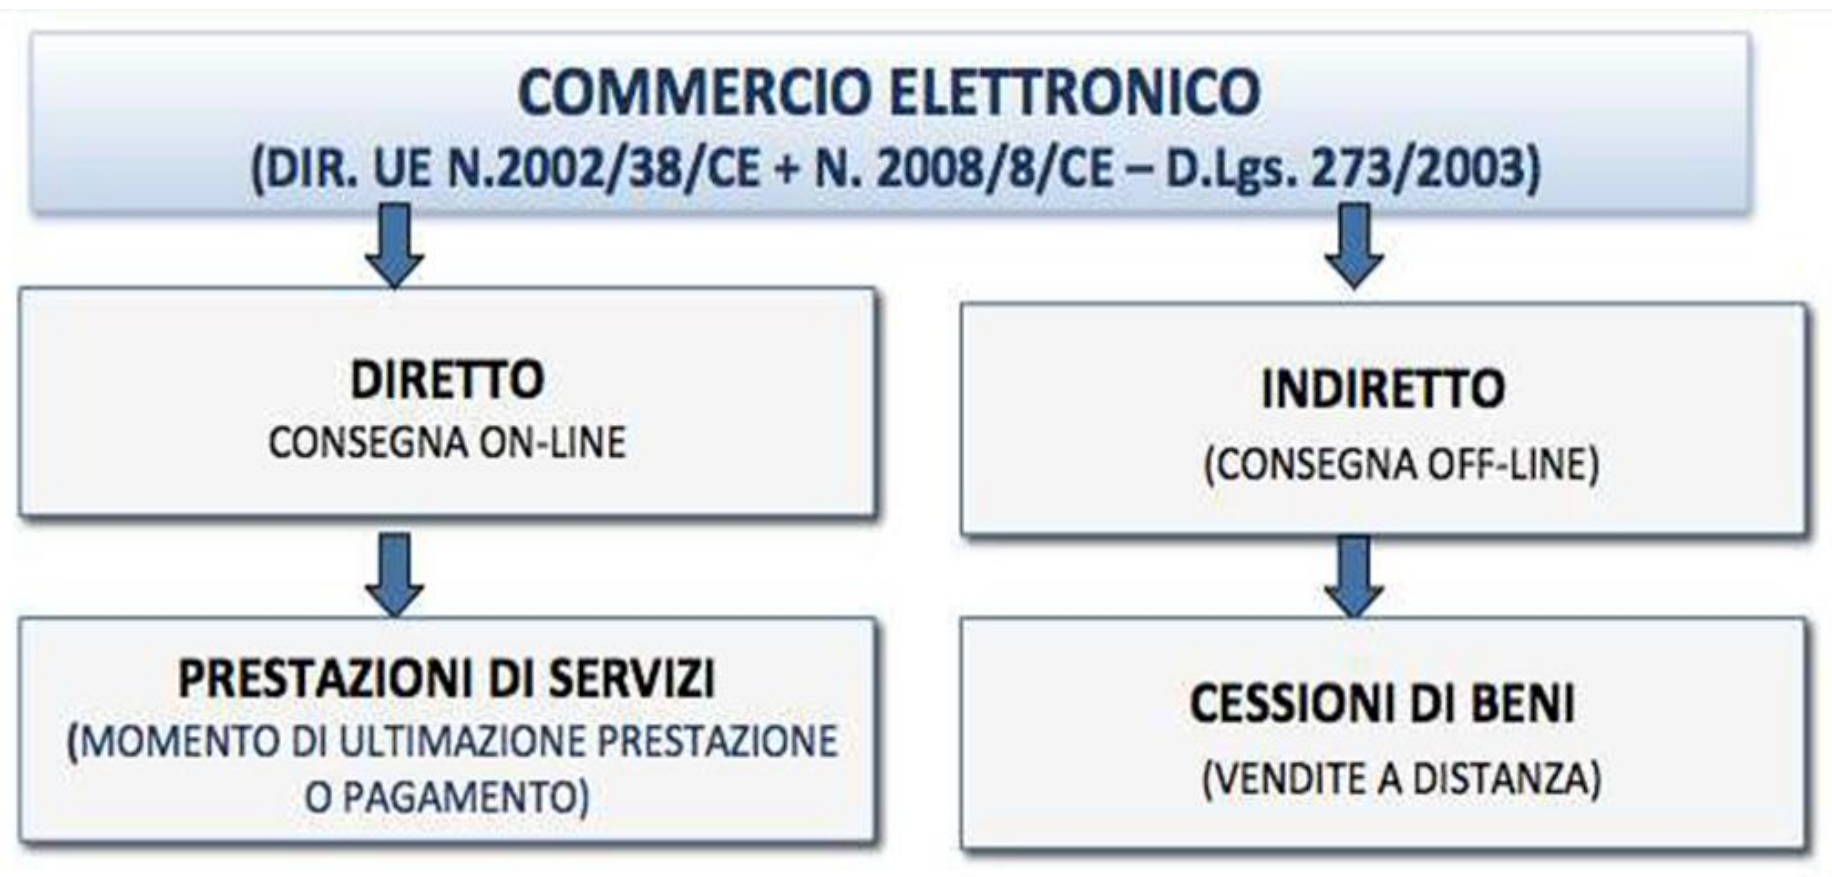 COMMERCIO ELETTRONICO
(DIR. UE N.2002/38/CE + N. 2008/8/CE – D.Lgs. 273/2003)
DIRETTO
CONSEGNA ON-LINE
INDIRETTO
(CONSEGNA OFF-LINE)
PRESTAZIONI DI SERVIZI
(MOMENTO DI ULTIMAZIONE PRESTAZIONE
O PAGAMENTO)
CESSIONI DI BENI
(VENDITE A DISTANZA)